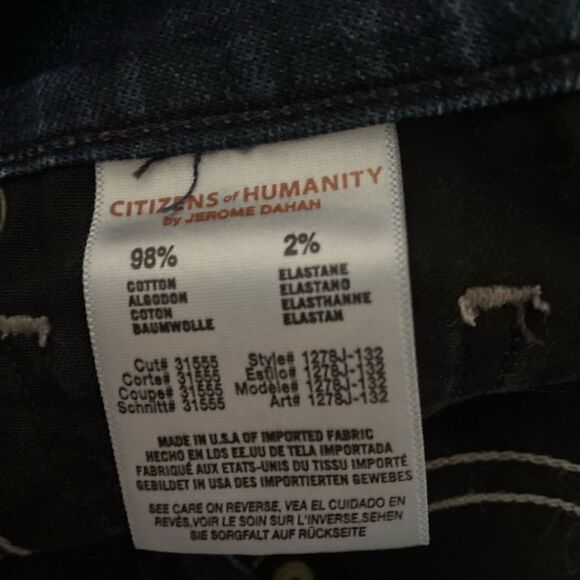 CITIZENS of HUMANITY
by JEROME DAHAN
98% 2%
COTTON ELASTANE
ALGODON ELASTANO
COTON ELASTHANNE
BAUMWOLLE ELASTAN
Cut# 31555 Style# 1278J-132
Corte# 31555 Estilo# 1278J-132
Coupe# 31555 Modèle# 1278J-132
Schnitt# 31555 Art# 1278J-132
MADE IN U.S.A OF IMPORTED FABRIC
HECHO EN LOS EE.UU DE TELA IMPORTADA
FABRIQUÉ AUX ETATS-UNIS DU TISSU IMPORTÉ
GEBILDET IN USA DES IMPORTIERTEN GEWEBES
SEE CARE ON REVERSE, VEA EL CUIDADO EN
REVÉS,VOIR LE SOIN SUR L'INVERSE,SEHEN
SIE SORGFALT AUF RÜCKSEITE